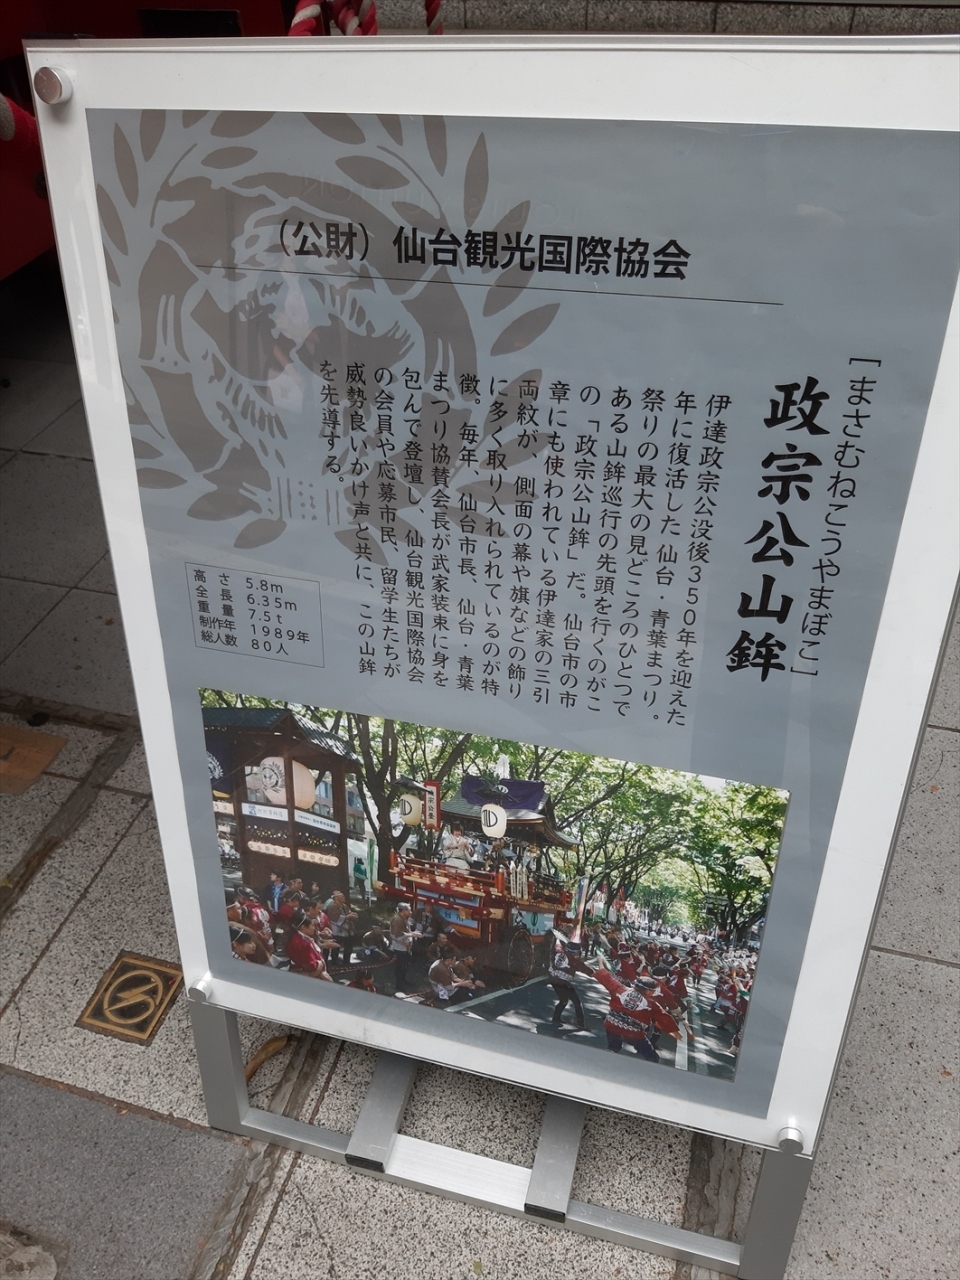 （公財）仙台観光国際協会
［まさむねこうやまぼこ］
政宗公山鉾
伊達政宗公没後３５０年を迎えた
年に復活した 仙台・青葉まつり。
祭りの最大の見どころのひとつで
ある山鉾巡行の先頭を行くのがこ
の「政宗公山鉾」だ。仙台市の市
章にも使われている伊達家の三引
両紋が、側面の幕や旗などの飾り
に多く取り入れられているのが特
徴。毎年、仙台市長、仙台・青葉
まつり協賛会長が武家装束に身を
包んで登壇し、仙台観光国際協会
の会員や応募市民、留学生たちが
威勢良いかけ声と共に、この山鉾
を先導する。
高さ 5.8m
全長 6.35m
重量 7.5t
制作年 1989年
総人数 80人